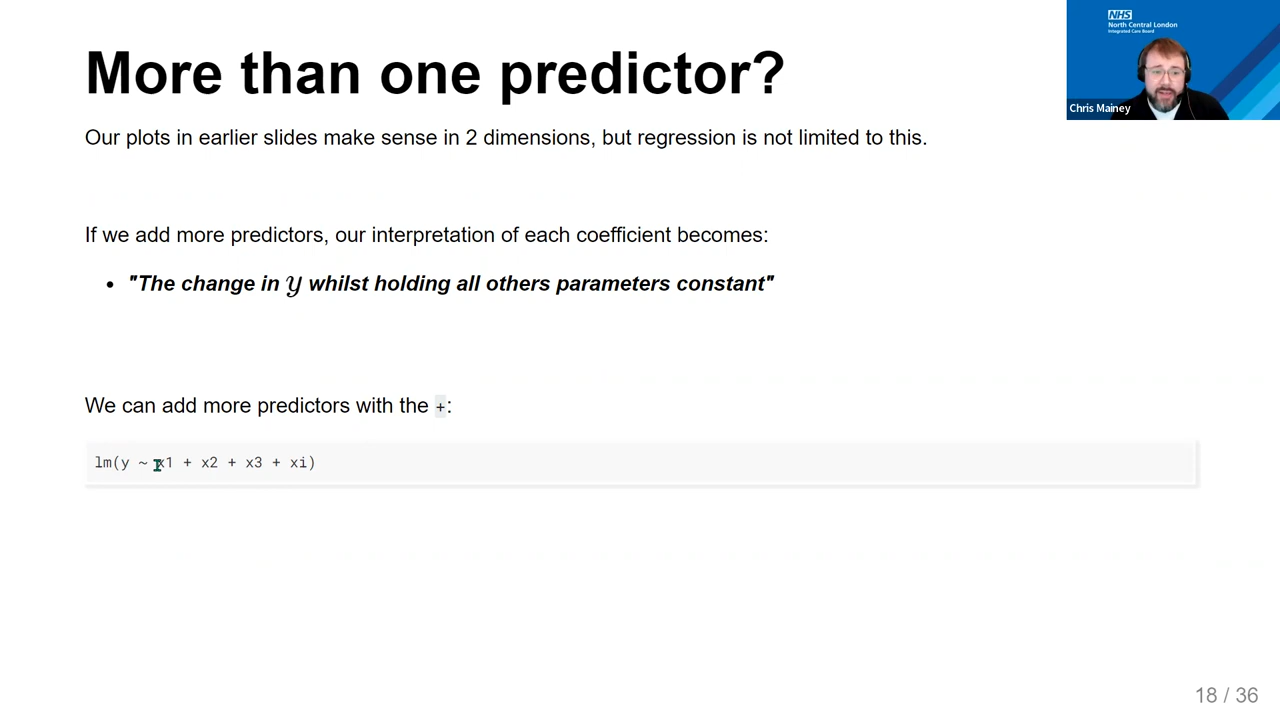 NHS
North Central London
Integrated Care Board
Chris Mainey
More than one predictor?
Our plots in earlier slides make sense in 2 dimensions, but regression is not limited to this.
If we add more predictors, our interpretation of each coefficient becomes:
• "The change in y whilst holding all others parameters constant"
We can add more predictors with the +:
lm(y ~ x1 + x2 + x3 + xi)
18 / 36